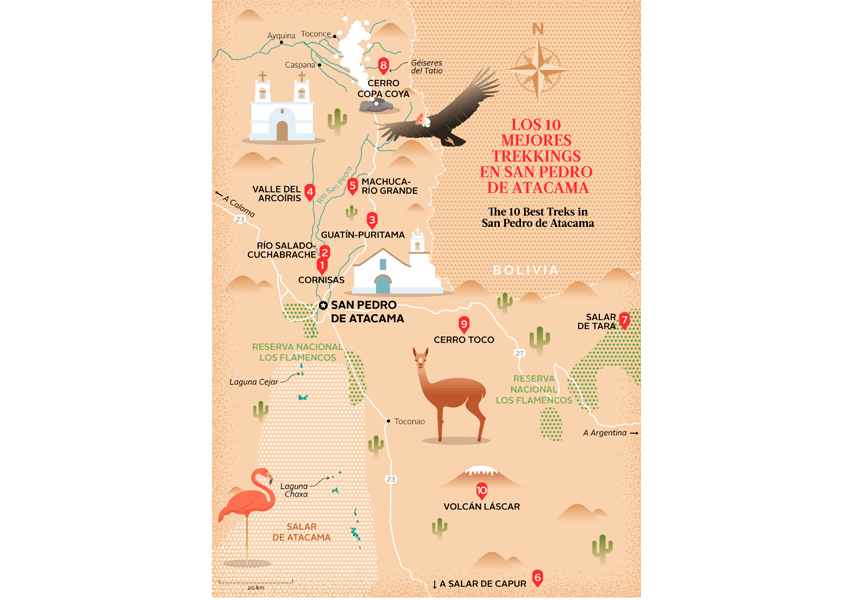 N
LOS 10
MEJORES
TREKKINGS
EN SAN PEDRO
DE ATACAMA
The 10 Best Treks in
San Pedro de Atacama
Ayquina
Toconce
Caspana
8
Géiseres
del Tatio
CERRO
COPA COYA
VALLE DEL
ARCOÍRIS
4
Río San Pedro
5
MACHUCA-
RÍO GRANDE
← A Calama
23
3
GUATÍN-PURITAMA
RÍO SALADO-
CUCHABRACHE
2
1
CORNISAS
BOLIVIA
SAN PEDRO
DE ATACAMA
9
CERRO TOCO
SALAR
DE TARA
7
27
RESERVA NACIONAL
LOS FLAMENCOS
Laguna Cejar
RESERVA
NACIONAL
LOS FLAMENCOS
Toconao
A Argentina →
23
Laguna
Chaxa
10
VOLCÁN LÁSCAR
SALAR
DE ATACAMA
20 km
↓ A SALAR DE CAPUR
6